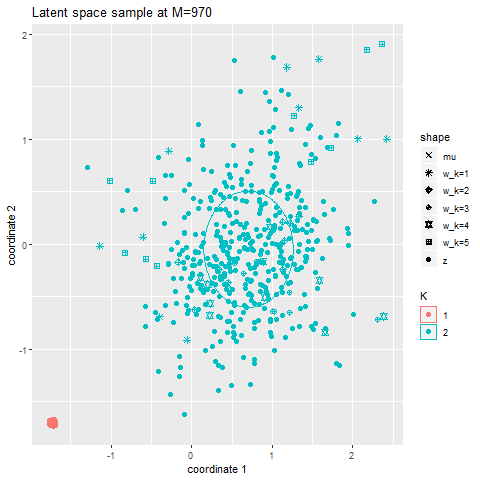 Latent space sample at M=970
2
1
0
-1
-1
0
1
2
coordinate 1
coordinate 2
shape
mu
w_k=1
w_k=2
w_k=3
w_k=4
w_k=5
z
K
1
2